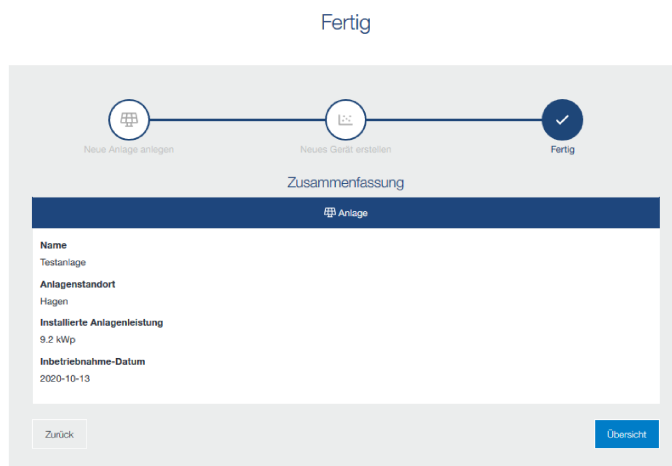 Fertig
Neue Anlage anlegen
Neues Gerät erstellen
Fertig
Zusammenfassung
Anlage
Name
Testanlage
Anlagenstandort
Hagen
Installierte Anlagenleistung
9.2 kWp
Inbetriebnahme-Datum
2020-10-13
Zurück
Übersicht